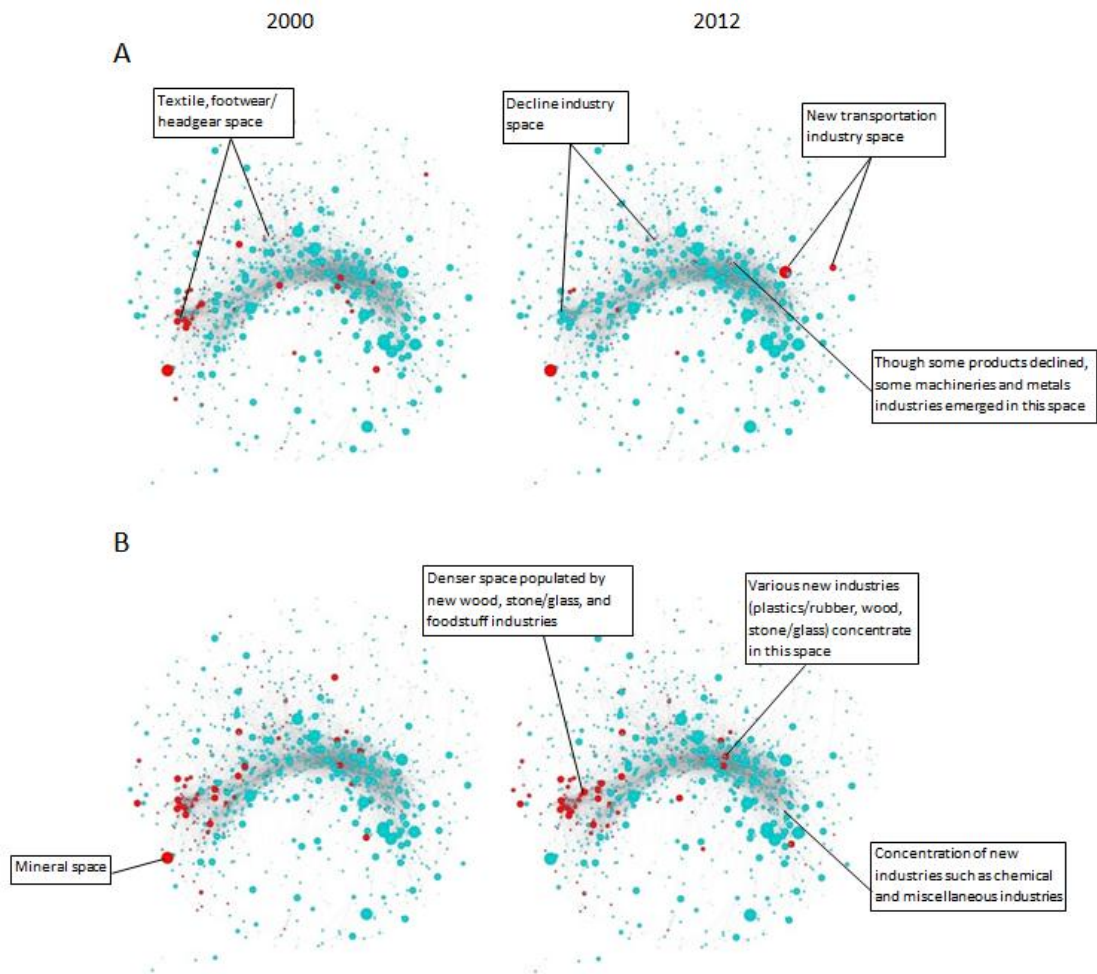 2000
2012
A
Textile, footwear/
headgear space
Decline industry
space
New transportation
industry space
Though some products declined,
some machineries and metals
industries emerged in this space
B
Denser space populated by
new wood, stone/glass, and
foodstuff industries
Various new industries
(plastics/rubber, wood,
stone/glass) concentrate
in this space
Mineral space
Concentration of new
industries such as chemical
and miscellaneous industries